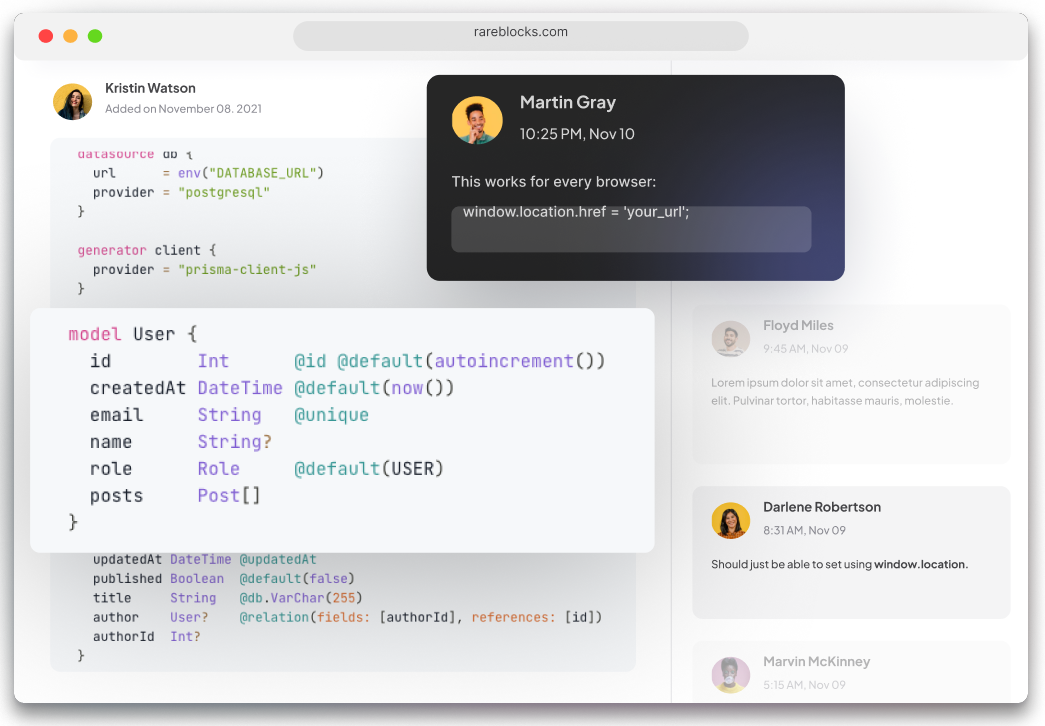 rareblocks.com
Kristin Watson
Added on November 08. 2021
datasource db {
url = env("DATABASE_URL")
provider = "postgresql"
}
generator client {
provider = "prisma-client-js"
}
model User {
id Int @id @default(autoincrement())
createdAt DateTime @default(now())
email String @unique
name String?
role Role @default(USER)
posts Post[]
}
updatedAt DateTime @updatedAt
published Boolean @default(false)
title String @db.VarChar(255)
author User? @relation(fields: [authorId], references: [id])
authorId Int?
}
Martin Gray
10:25 PM, Nov 10
This works for every browser:
window.location.href = 'your_url';
Floyd Miles
9:45 AM, Nov 09
Lorem ipsum dolor sit amet, consectetur adipiscing
elit. Pulvinar tortor, habitasse mauris, molestie.
Darlene Robertson
8:31 AM, Nov 09
Should just be able to set using window.location.
Marvin McKinney
5:15 AM, Nov 09